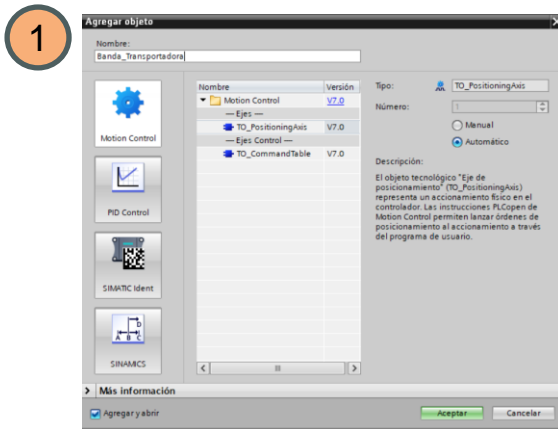 1
Agregar objeto
Nombre:
Banda_Transportadora
Motion Control
PID Control
SIMATIC Ident
SINAMICS
Nombre Versión
Motion Control V7.0
— Ejes —
TO_PositioningAxis V7.0
— Ejes Control —
TO_CommandTable V7.0
Tipo: TO_PositioningAxis
Número: 1
Manual
Automático
Descripción:
El objeto tecnológico "Eje de
posicionamiento" (TO_PositioningAxis)
representa un accionamiento físico en el
controlador. Las instrucciones PLCopen de
Motion Control permiten lanzar órdenes de
posicionamiento al accionamiento a través
del programa de usuario.
Más información
Agregar y abrir
Aceptar Cancelar